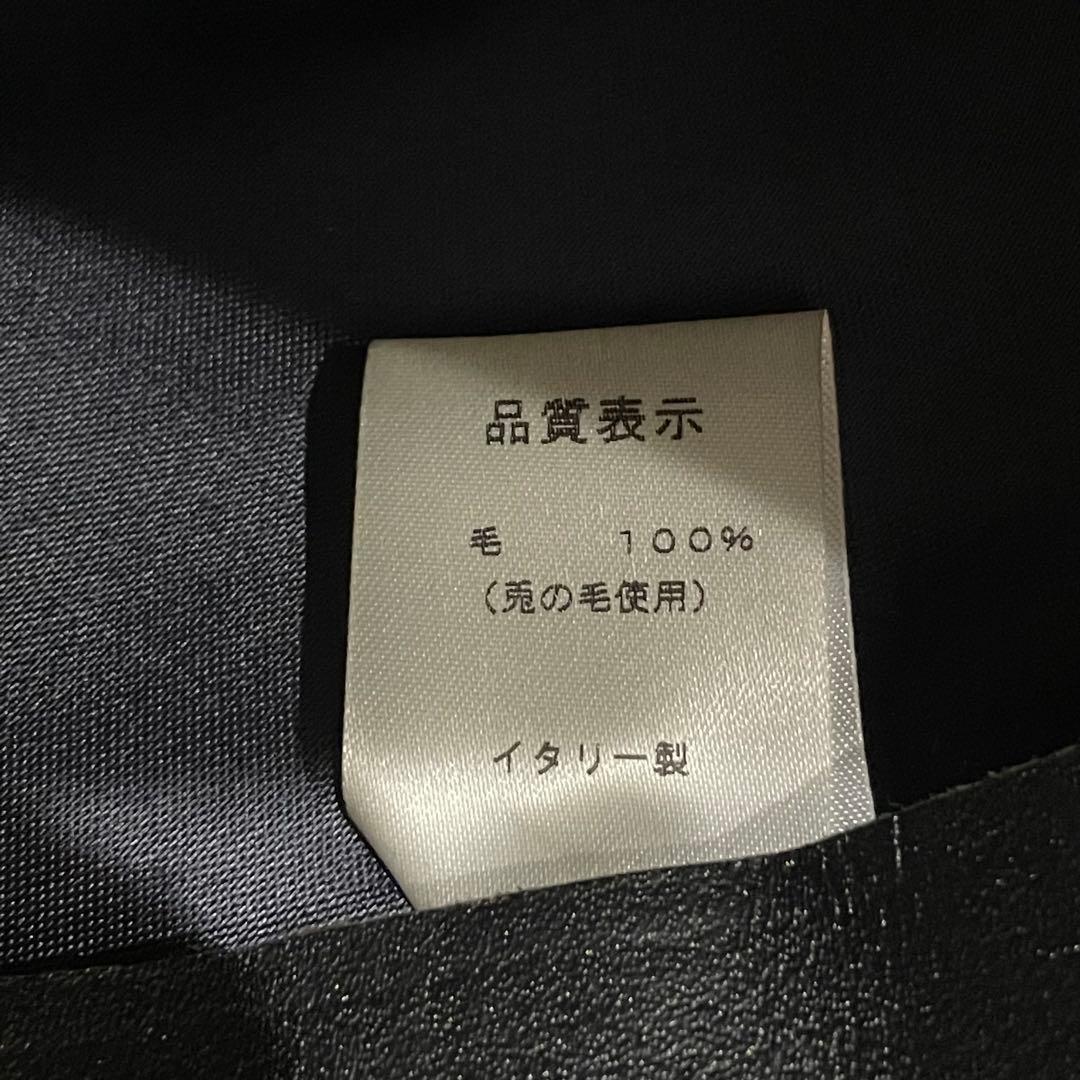 品質表示
毛 100%
(兎の毛使用)
イタリー製